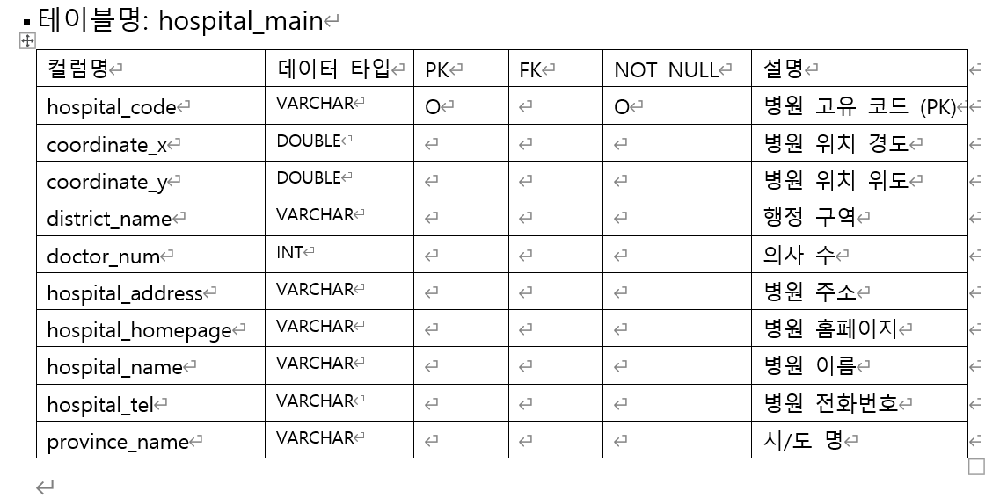 ▪ 테이블명: hospital_main
컬럼명 데이터 타입 PK FK NOT NULL 설명
hospital_code VARCHAR O O 병원 고유 코드 (PK)
coordinate_x DOUBLE 병원 위치 경도
coordinate_y DOUBLE 병원 위치 위도
district_name VARCHAR 행정 구역
doctor_num INT 의사 수
hospital_address VARCHAR 병원 주소
hospital_homepage VARCHAR 병원 홈페이지
hospital_name VARCHAR 병원 이름
hospital_tel VARCHAR 병원 전화번호
province_name VARCHAR 시/도 명